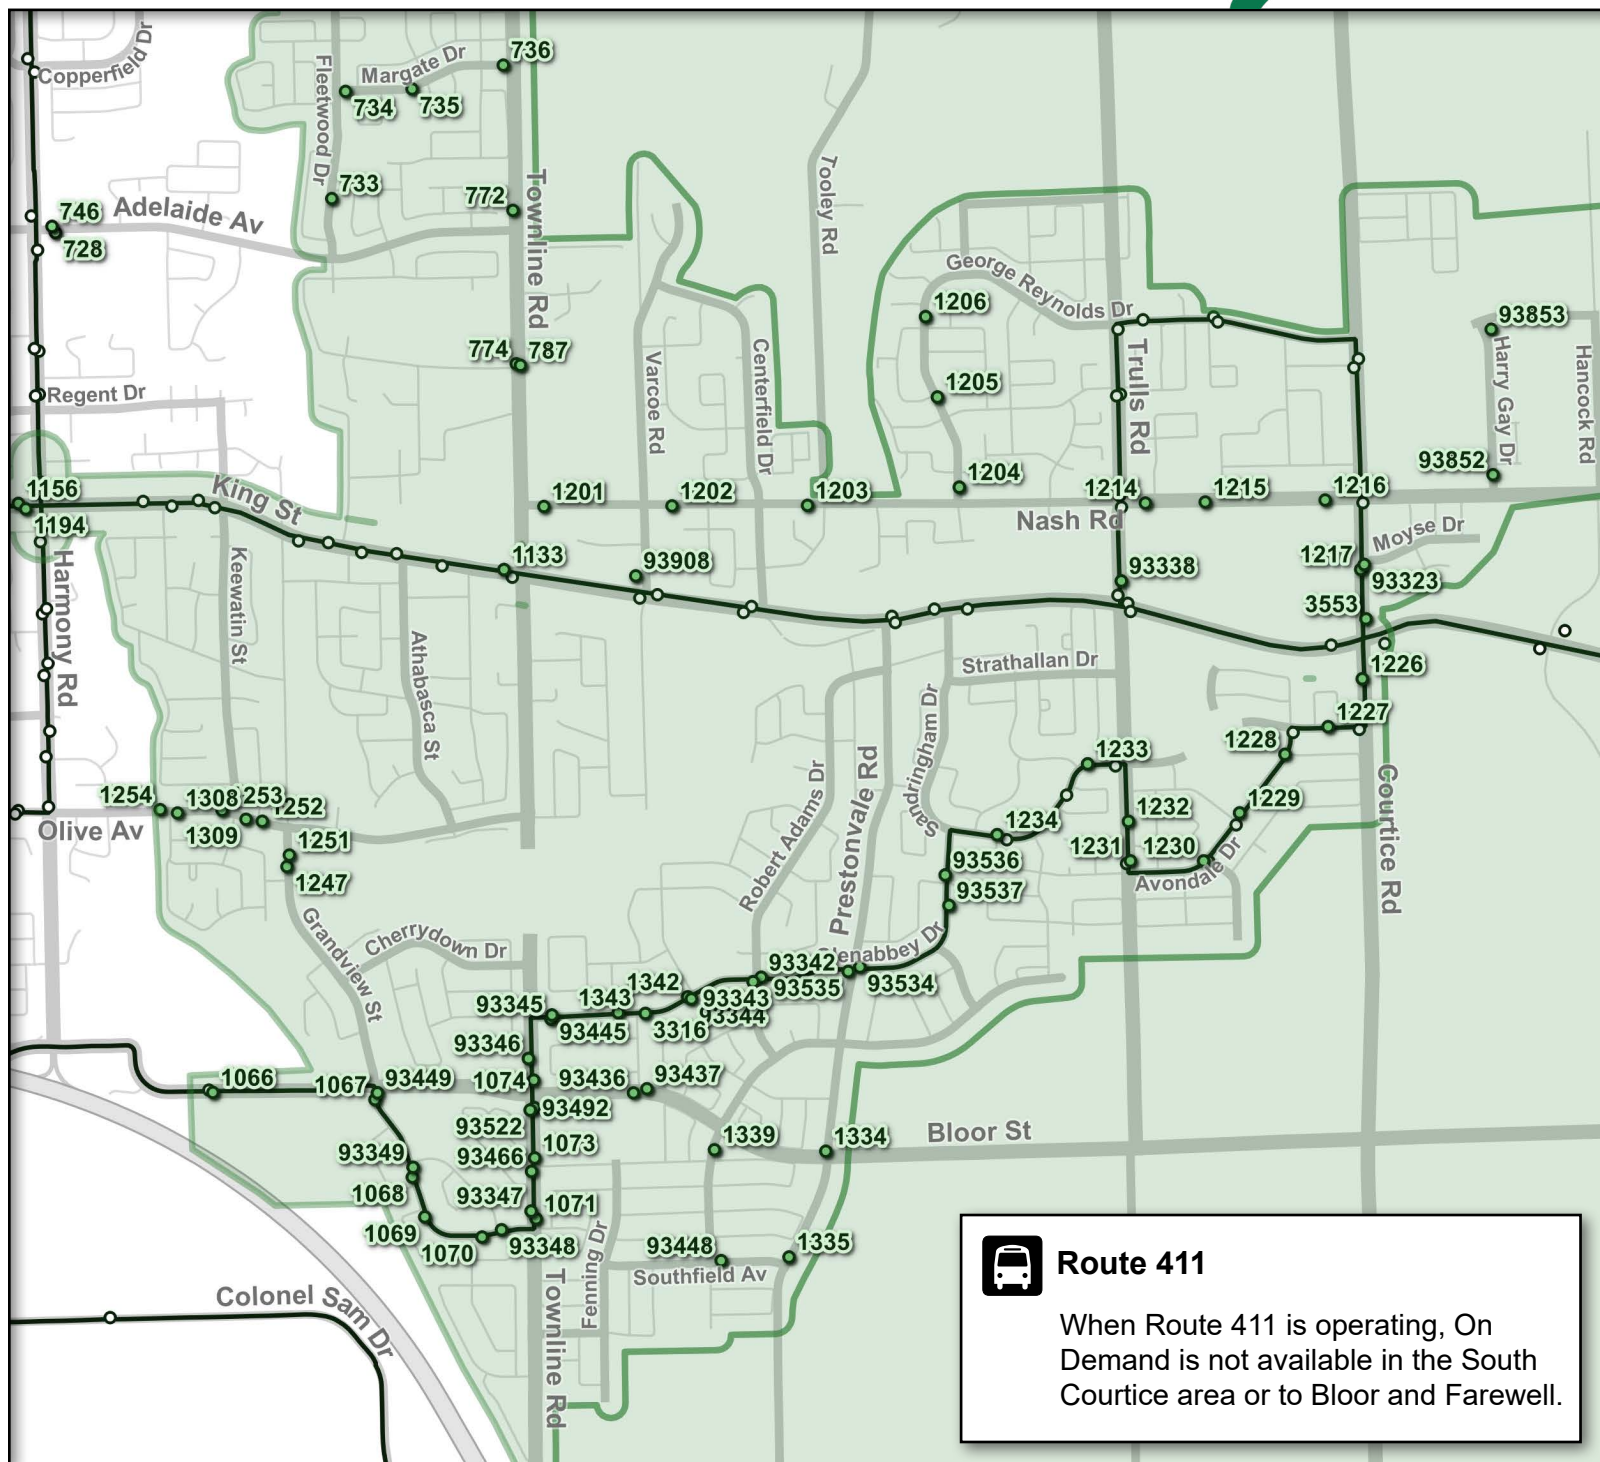 Copperfield Dr
Fleetwood Dr
Margate Dr
736
734
735
733
772
Townline Rd
Tooley Rd
746
Adelaide Av
728
George Reynolds Dr
1206
93853
774
787
Varcoe Rd
Centerfield Dr
1205
Trulls Rd
Harry Gay Dr
Hancock Rd
Regent Dr
93852
1156
King St
1201
1202
1203
1204
1214
1215
1216
1194
Nash Rd
Moyse Dr
Harmony Rd
Keewatin St
1133
93908
93338
1217
93323
3553
Athabasca St
Strathallan Dr
1226
Sandringham Dr
1227
1228
1233
Robert Adams Dr
Prestonvale Rd
Courtice Rd
1254
1308
1253
1252
1232
1229
Olive Av
1309
1234
1251
1231
1230
1247
93536
Avondale Dr
93537
Grandview St
Cherrydown Dr
Glenabbey Dr
93342
1342
93535
93534
93345
1343
93343
93445
3316
93344
93346
1066
1067
93449
1074
93436
93437
93492
93522
1073
1339
1334
Bloor St
93349
93466
1068
93347
1071
1069
1070
93348
Fenning Dr
93448
1335
Southfield Av
Colonel Sam Dr
Townline Rd
Route 411
When Route 411 is operating, On
Demand is not available in the South
Courtice area or to Bloor and Farewell.